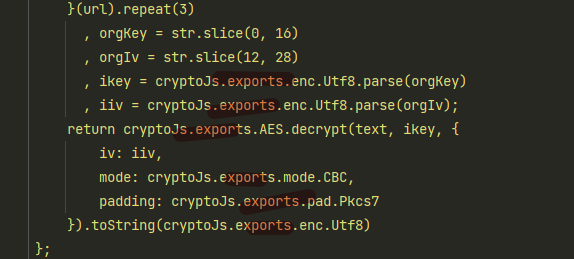 }(url).repeat(3)
, orgKey = str.slice(0, 16)
, orgIv = str.slice(12, 28)
, ikey = cryptoJs.exports.enc.Utf8.parse(orgKey)
, iiv = cryptoJs.exports.enc.Utf8.parse(orgIv);
return cryptoJs.exports.AES.decrypt(text, ikey, {
iv: iiv,
mode: cryptoJs.exports.mode.CBC,
padding: cryptoJs.exports.pad.Pkcs7
}).toString(cryptoJs.exports.enc.Utf8)
};